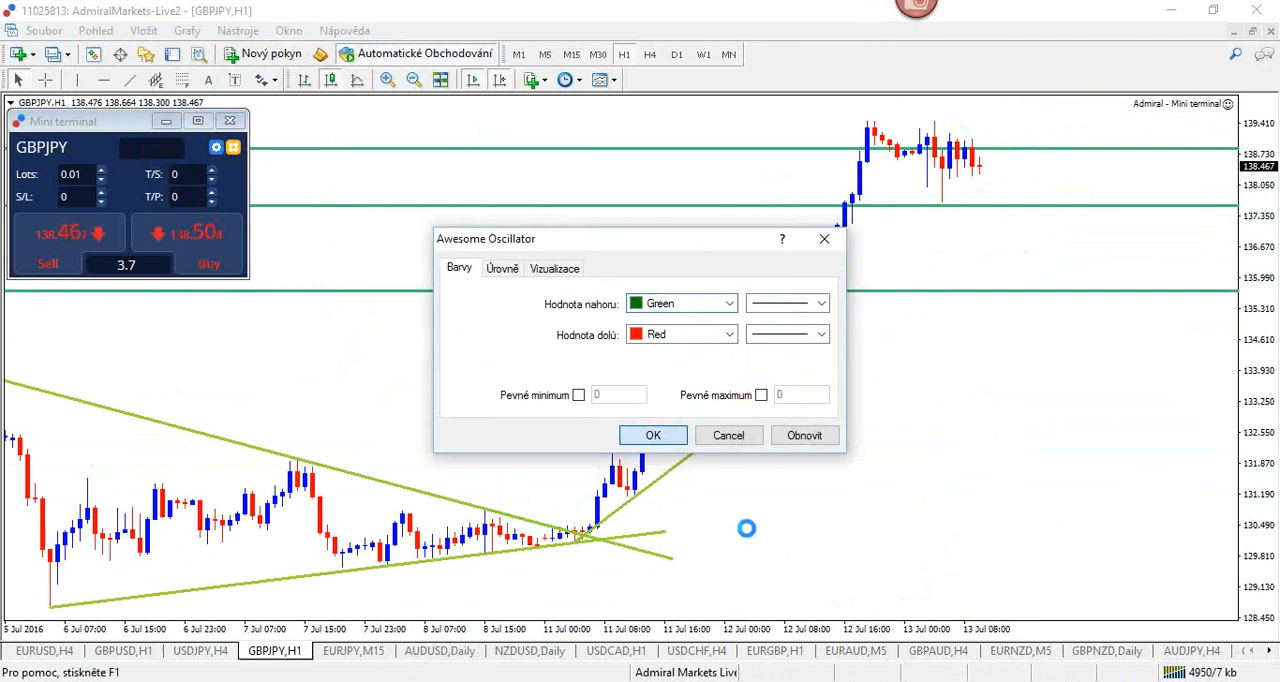 11025813: AdmiralMarkets-Live2 - [GBPJPY,H1]
Soubor Pohled Vložit Grafy Nástroje Okno Nápověda
Nový pokyn Automatické Obchodování M1 M5 M15 M30 H1 H4 D1 W1 MN
A T
GBPJPY,H1 138.476 138.664 138.300 138.467
Admiral - Mini terminal
Mini terminal
GBPJPY
Lots: 0.01 T/S: 0
S/L: 0 T/P: 0
138.467 138.504
Sell 3.7 Buy
Awesome Oscillator ?
Barvy Úrovně Vizualizace
Hodnota nahoru: Green
Hodnota dolů: Red
Pevné minimum 0 Pevné maximum 0
OK Cancel Obnovit
139.410
138.730
138.467
138.050
137.350
136.670
135.990
135.310
134.610
133.930
133.250
132.550
131.870
131.190
130.490
129.810
129.130
128.450
5 Jul 2016 6 Jul 07:00 6 Jul 15:00 6 Jul 23:00 7 Jul 07:00 7 Jul 15:00 7 Jul 23:00 8 Jul 07:00 8 Jul 15:00 11 Jul 00:00 11 Jul 08:00 11 Jul 16:00 12 Jul 00:00 12 Jul 08:00 12 Jul 16:00 13 Jul 00:00 13 Jul 08:00
EURUSD,H4 GBPUSD,H1 USDJPY,H4 GBPJPY,H1 EURJPY,M15 AUDUSD,Daily NZDUSD,Daily USDCAD,H1 USDCHF,H4 EURGBP,H1 EURAUD,M5 GBPAUD,H4 EURNZD,M5 GBPNZD,Daily AUDJPY,H4
Pro pomoc, stiskněte F1 Admiral Markets Live 4950/7 kb